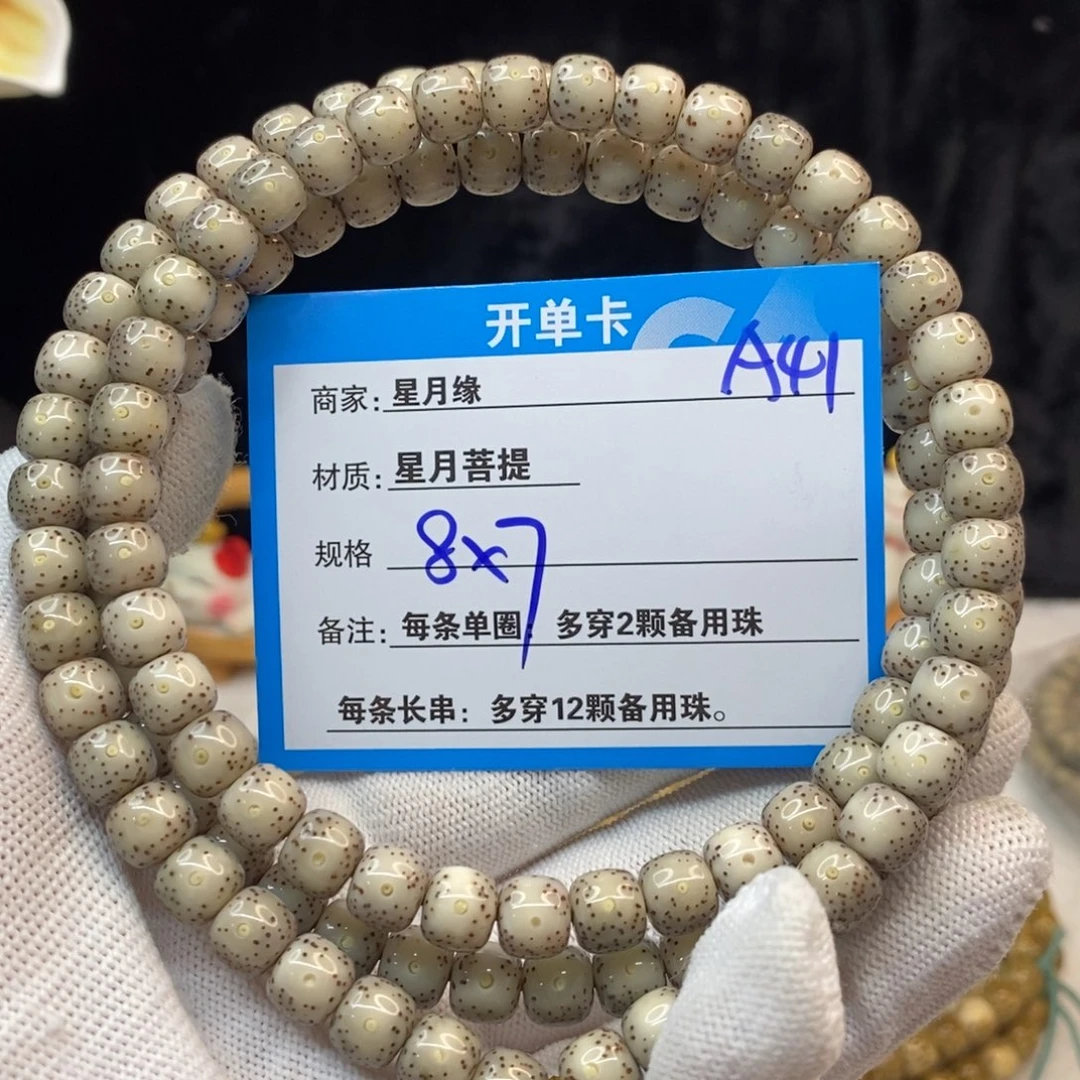 开单卡
A41
商家：星月缘
材质：星月菩提
规格 8x7
备注：每条单圈：多穿2颗备用珠
每条长串：多穿12颗备用珠。